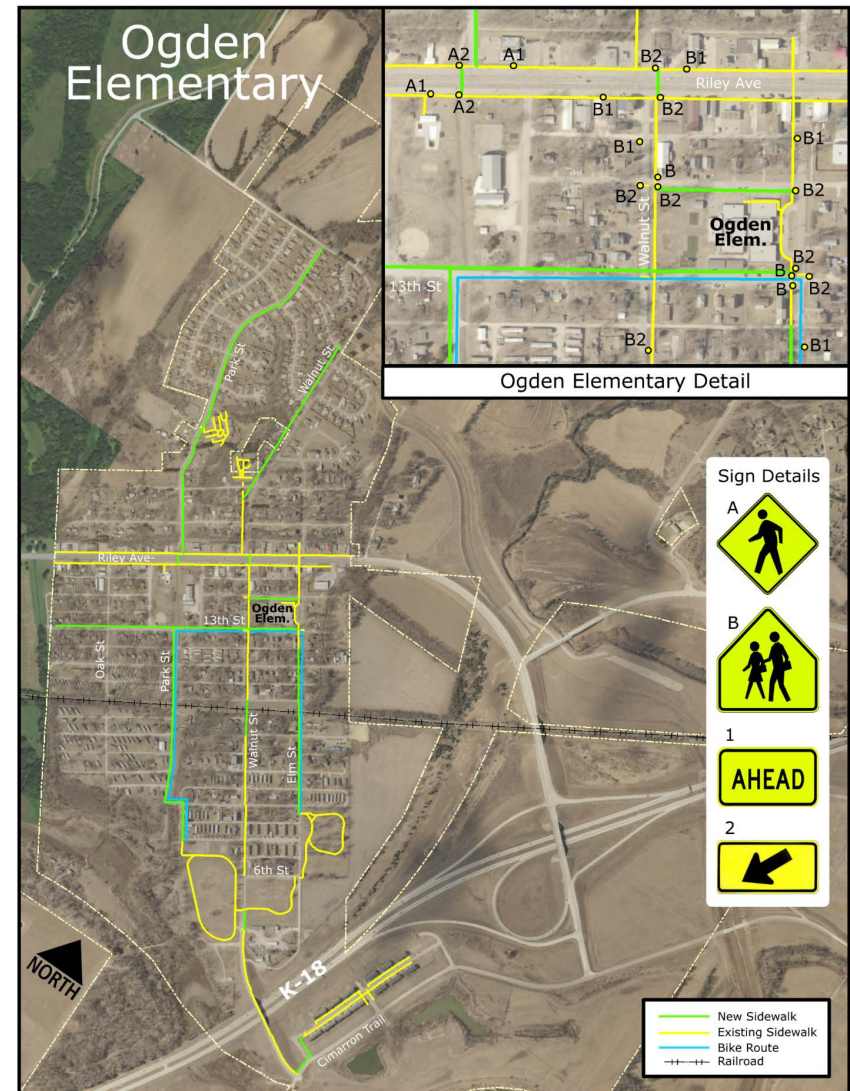 Ogden
Elementary
A2
A1
B2
B1
Riley Ave
A1
A2
B1
B2
B1
B1
B
B2
B2
B2
Walnut St
Ogden
Elem.
B2
B
B
B2
13th St
B2
B1
Ogden Elementary Detail
Park St
Walnut St
Riley Ave
Ogden
Elem.
13th St
Oak St
Park St
Walnut St
Elm St
6th St
K-18
Cimarron Trail
NORTH
Sign Details
A
B
1
AHEAD
2
New Sidewalk
Existing Sidewalk
Bike Route
Railroad